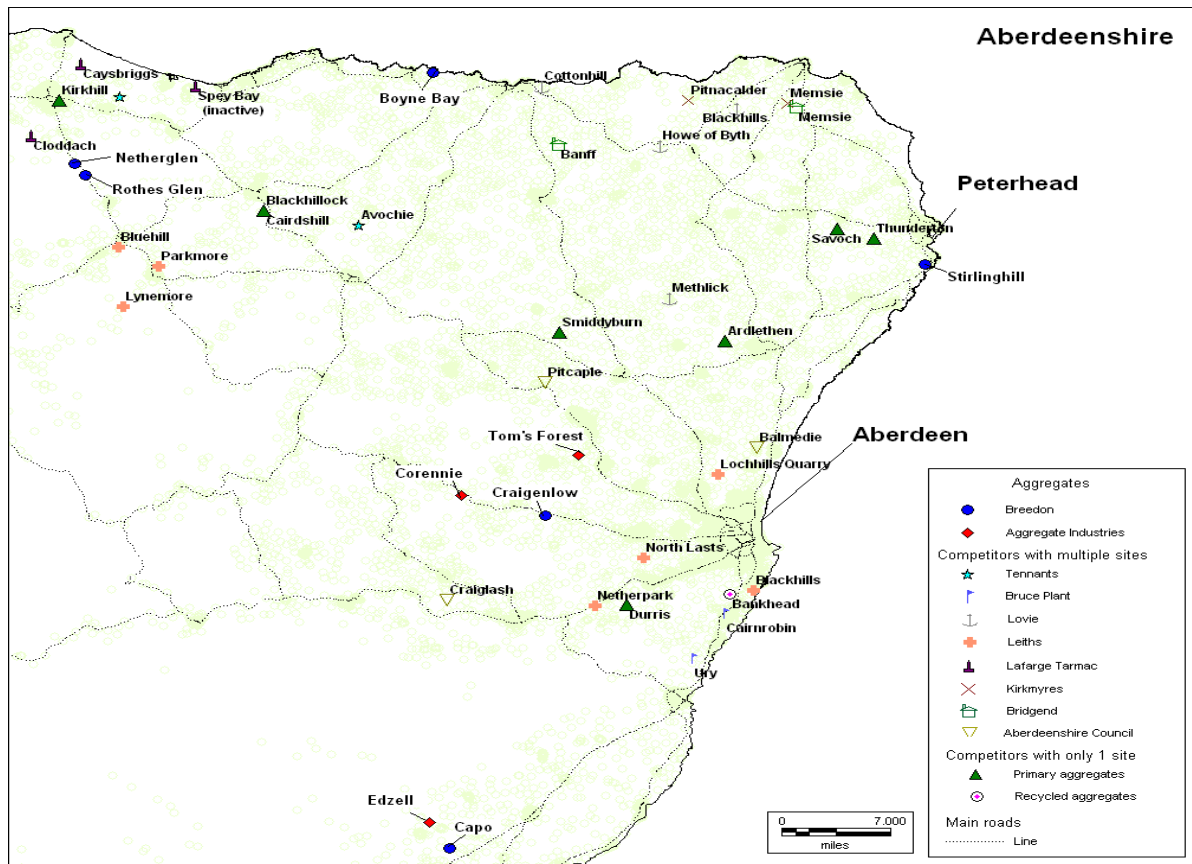 Aberdeenshire
Caysbriggs
Kirkhill
Spey Bay
(inactive)
Boyne Bay
Cottonhill
Pitnacalder
Memsie
Blackhills
Memsie
Howe of Byth
Cloddach
Netherglen
Banff
Rothes Glen
Peterhead
Blackhillock
Cairdshill
Avochie
Thunderton
Savoch
Bluehill
Parkmore
Stirlinghill
Lynemore
Methlick
Smiddyburn
Ardlethen
Pitcaple
Tom's Forest
Balmedie
Aberdeen
Lochhills Quarry
Corennie
Craigenlow
North Lasts
Craiglash
Netherpark
Durris
Blackhills
Bankhead
Cairnrobin
Ury
Edzell
Capo
0 7.000
miles
Aggregates
Breedon
Aggregate Industries
Competitors with multiple sites
Tennants
Bruce Plant
Lovie
Leiths
Lafarge Tarmac
Kirkmyres
Bridgend
Aberdeenshire Council
Competitors with only 1 site
Primary aggregates
Recycled aggregates
Main roads
Line